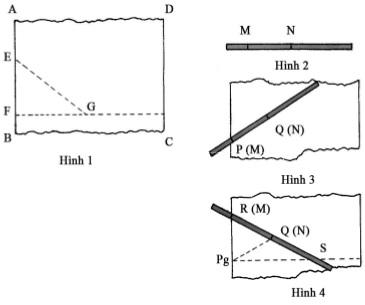 A D
E
F G
B C
Hình 1
M N
Hình 2
Q (N)
P (M)
Hình 3
R (M)
Q (N)
S
Pg
Hình 4